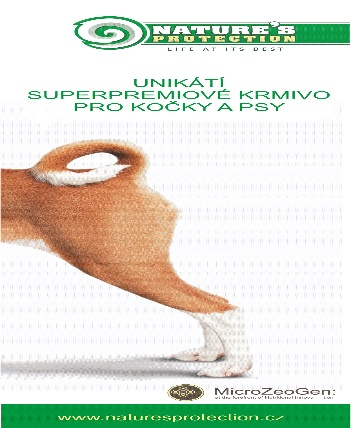 NATURE'S
PROTECTION
LIFE AT ITS BEST
UNIKÁTÍ
SUPERPREMIOVÉ KRMIVO
PRO KOČKY A PSY
MicroZeoGen:
www.naturesprotection.cz